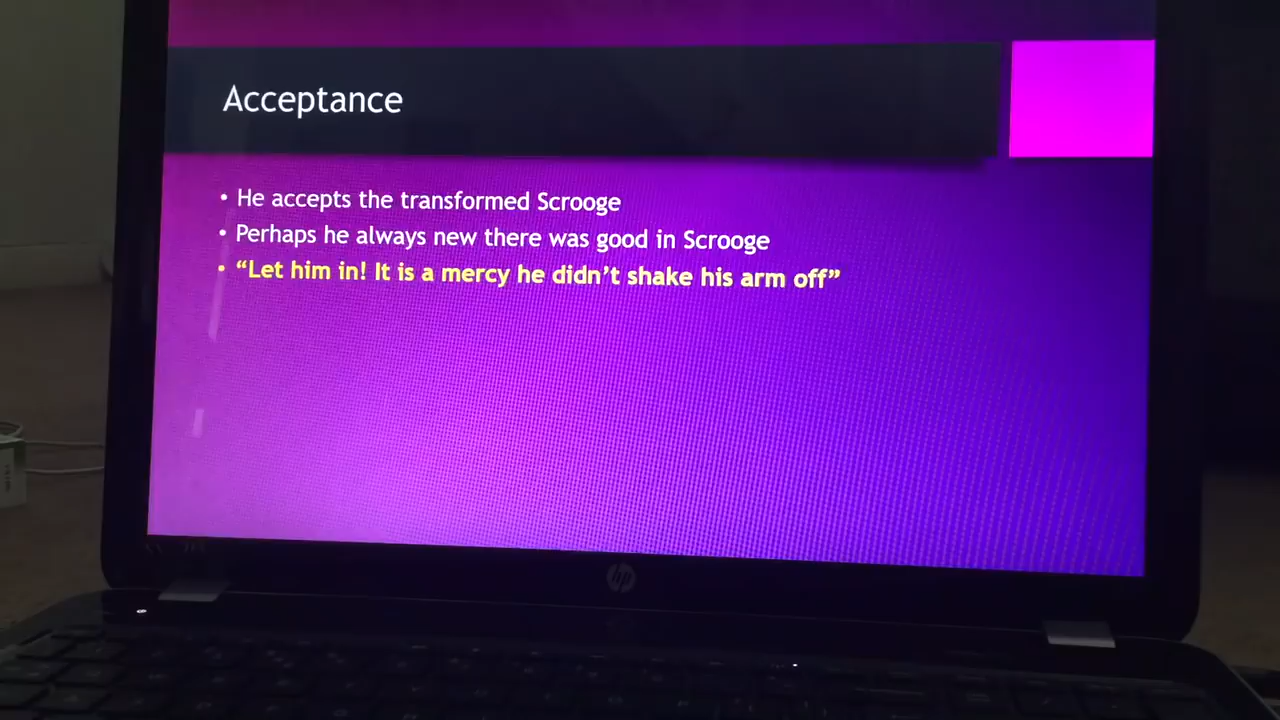 Acceptance
• He accepts the transformed Scrooge
• Perhaps he always new there was good in Scrooge
• “Let him in! It is a mercy he didn’t shake his arm off”
hp